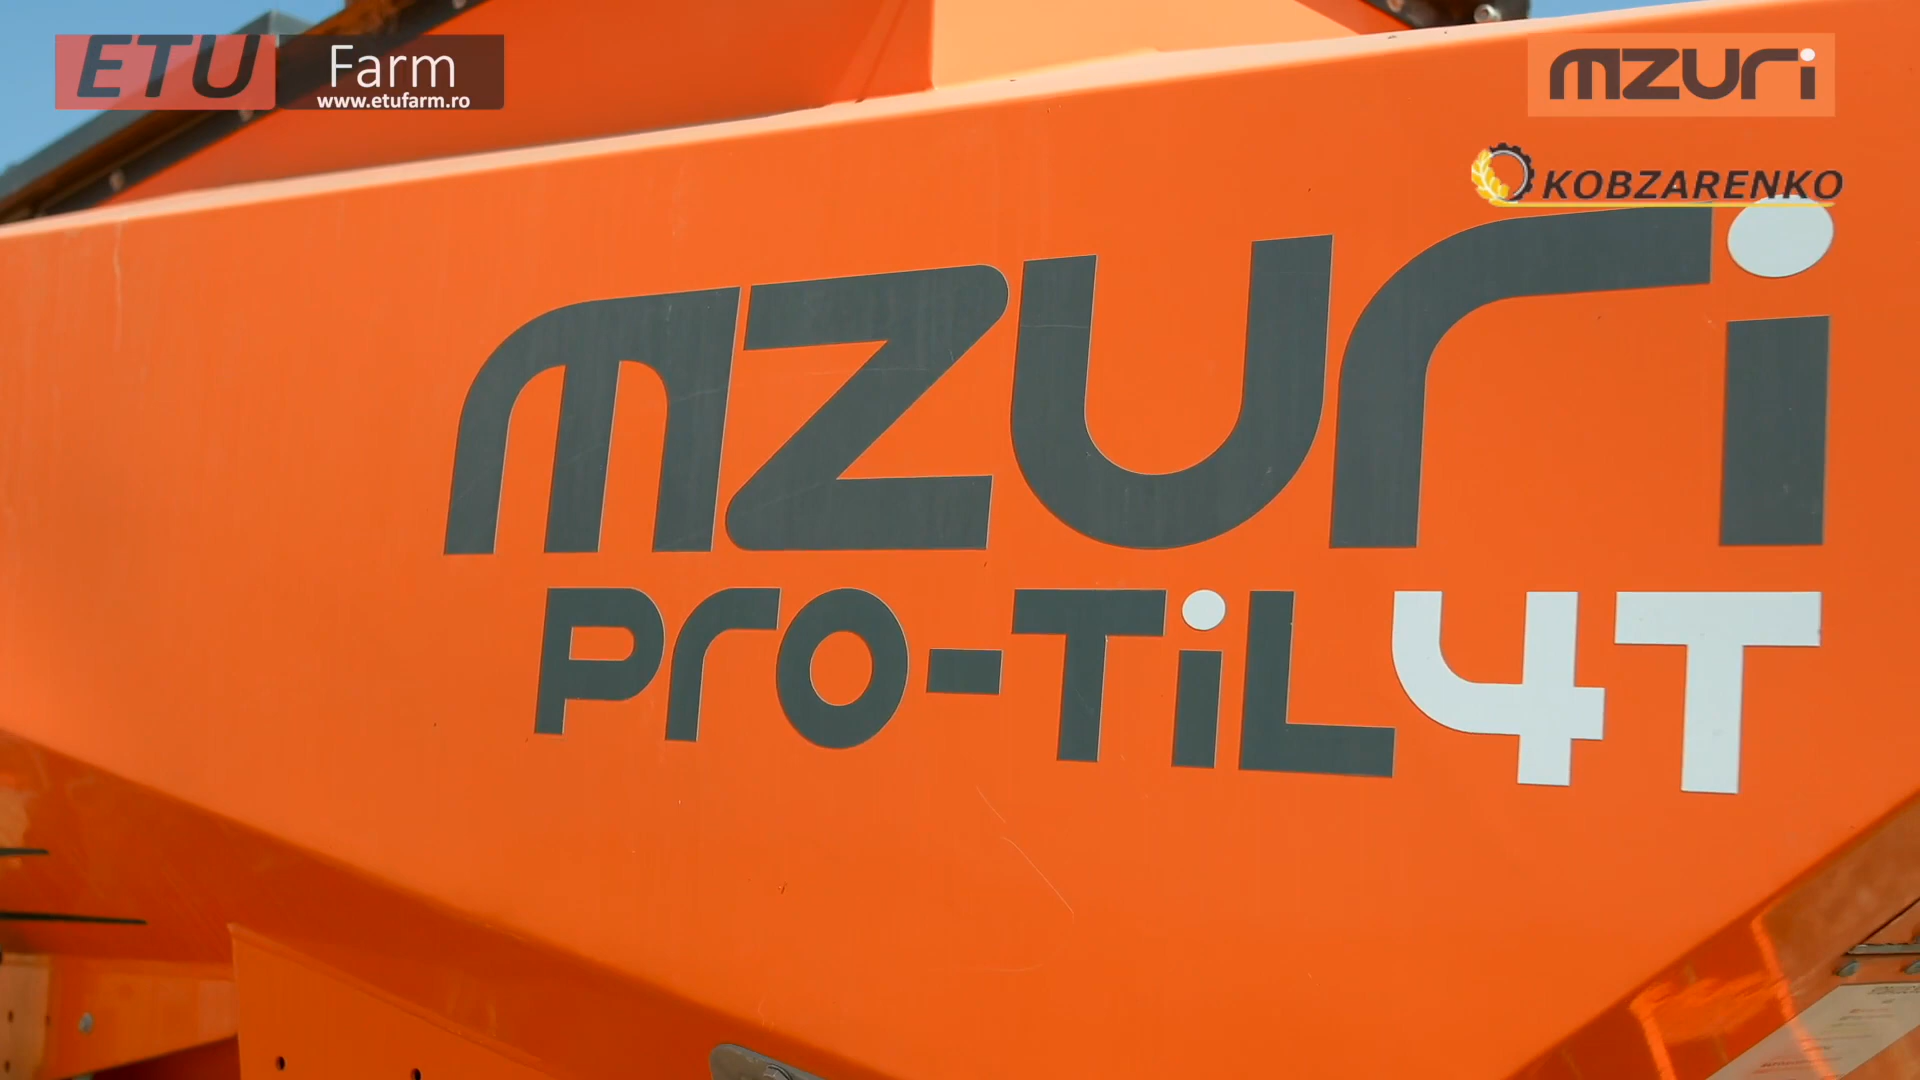 ETU Farm
www.etufarm.ro
mzuri
KOBZARENKO
mzuri
Pro-TiL4T